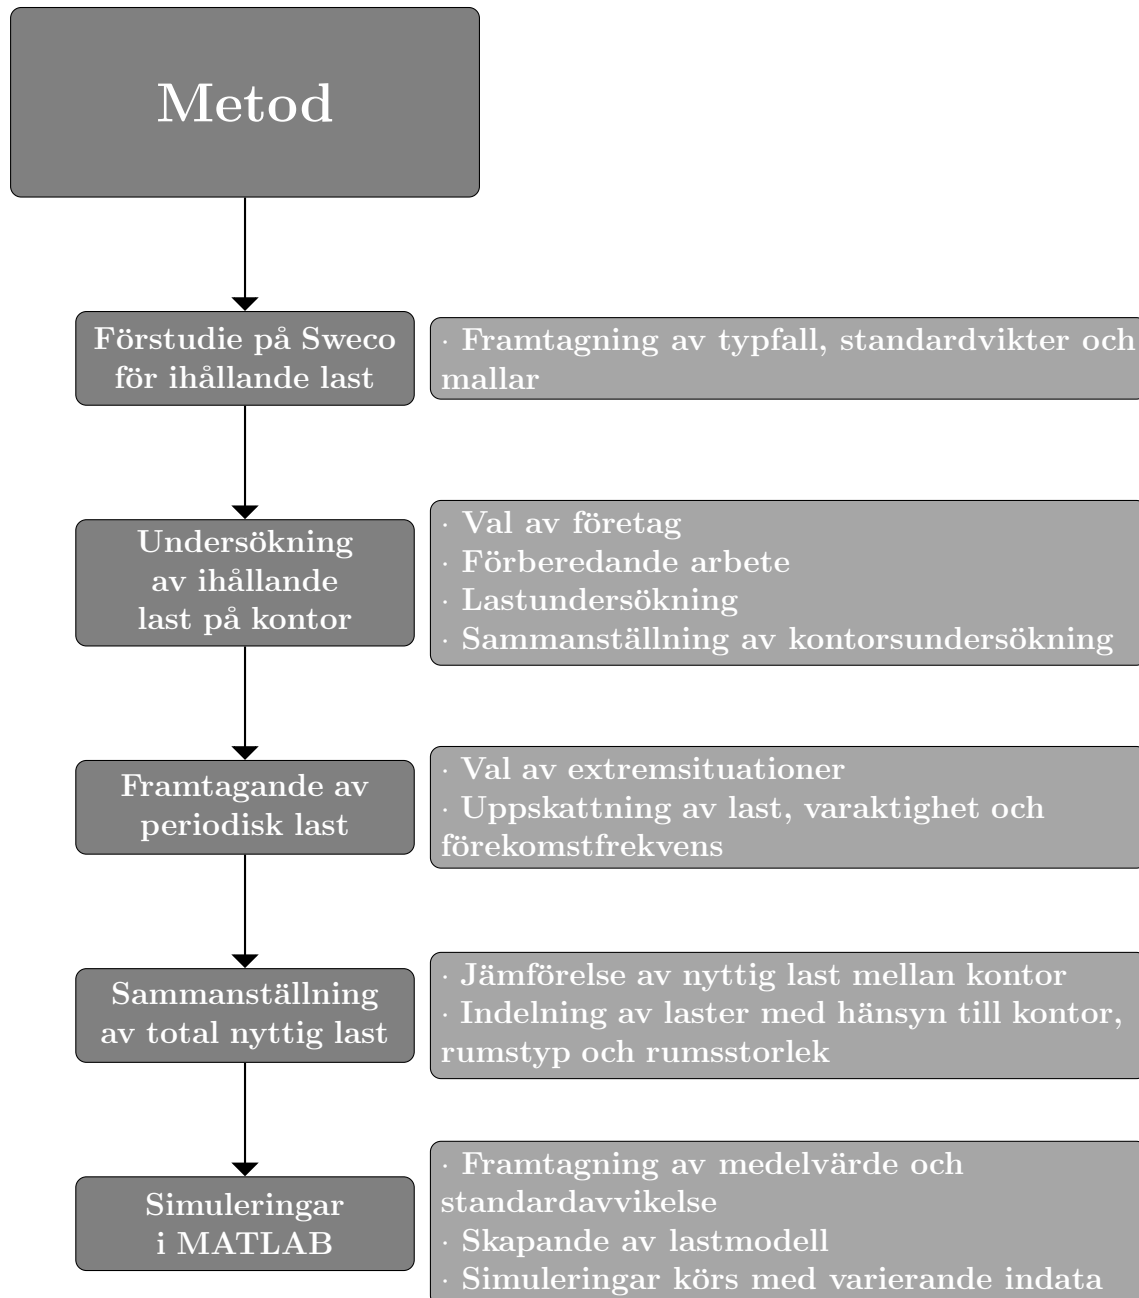 Metod
Förstudie på Sweco
för ihållande last
· Framtagning av typfall, standardvikter och
mallar
Undersökning
av ihållande
last på kontor
· Val av företag
· Förberedande arbete
· Lastundersökning
· Sammanställning av kontorsundersökning
Framtagande av
periodisk last
· Val av extremsituationer
· Uppskattning av last, varaktighet och
förekomstfrekvens
Sammanställning
av total nyttig last
· Jämförelse av nyttig last mellan kontor
· Indelning av laster med hänsyn till kontor,
rumstyp och rumsstorlek
Simuleringar
i MATLAB
· Framtagning av medelvärde och
standardavvikelse
· Skapande av lastmodell
· Simuleringar körs med varierande indata